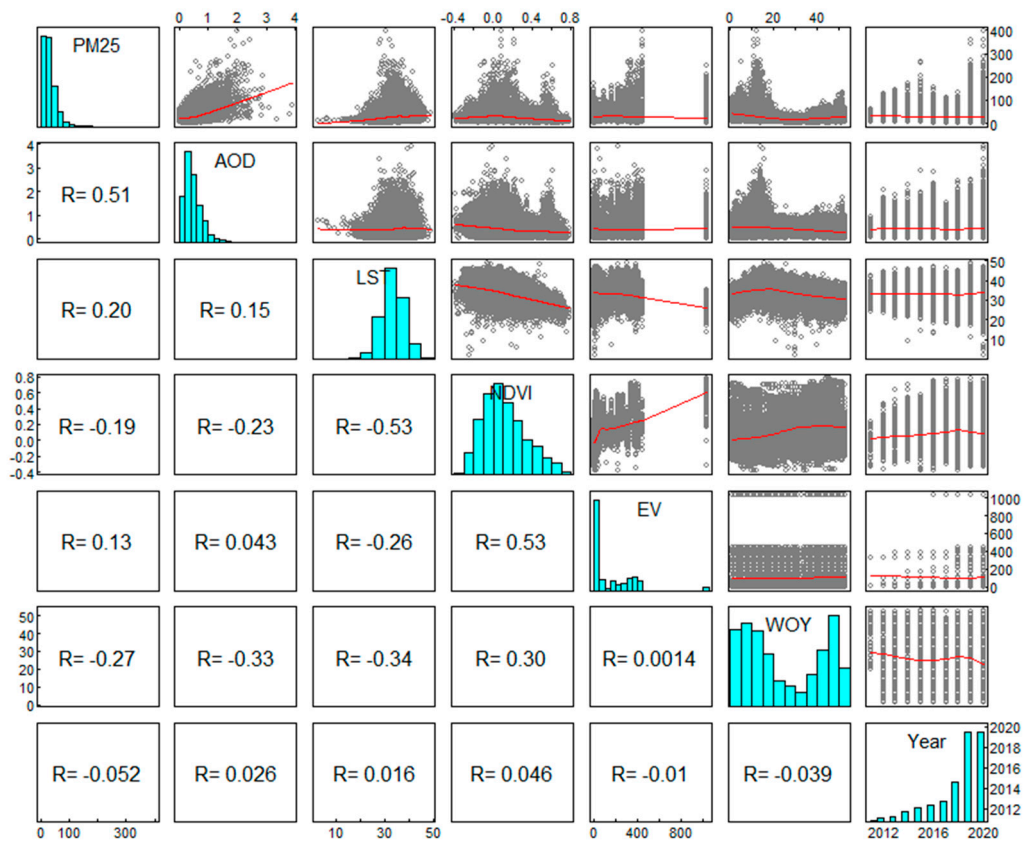 0 1 2 3 4 -0.4 0.0 0.4 0.8 0 20 40
PM25 400 300 200 100 0
4 3 2 1 0 R= 0.51 AOD
R= 0.20 R= 0.15 LST 50 40 30 20 10
0.8 0.6 0.4 0.2 0.0 -0.2 -0.4 R= -0.19 R= -0.23 R= -0.53 NDVI
R= 0.13 R= 0.043 R= -0.26 R= 0.53 EV 1000 800 600 400 200 0
50 40 30 20 10 0 R= -0.27 R= -0.33 R= -0.34 R= 0.30 R= 0.0014 WOY
R= -0.052 R= 0.026 R= 0.016 R= 0.046 R= -0.01 R= -0.039 Year 2020 2018 2016 2014 2012
0 100 300 10 30 50 0 400 800 2012 2016 2020